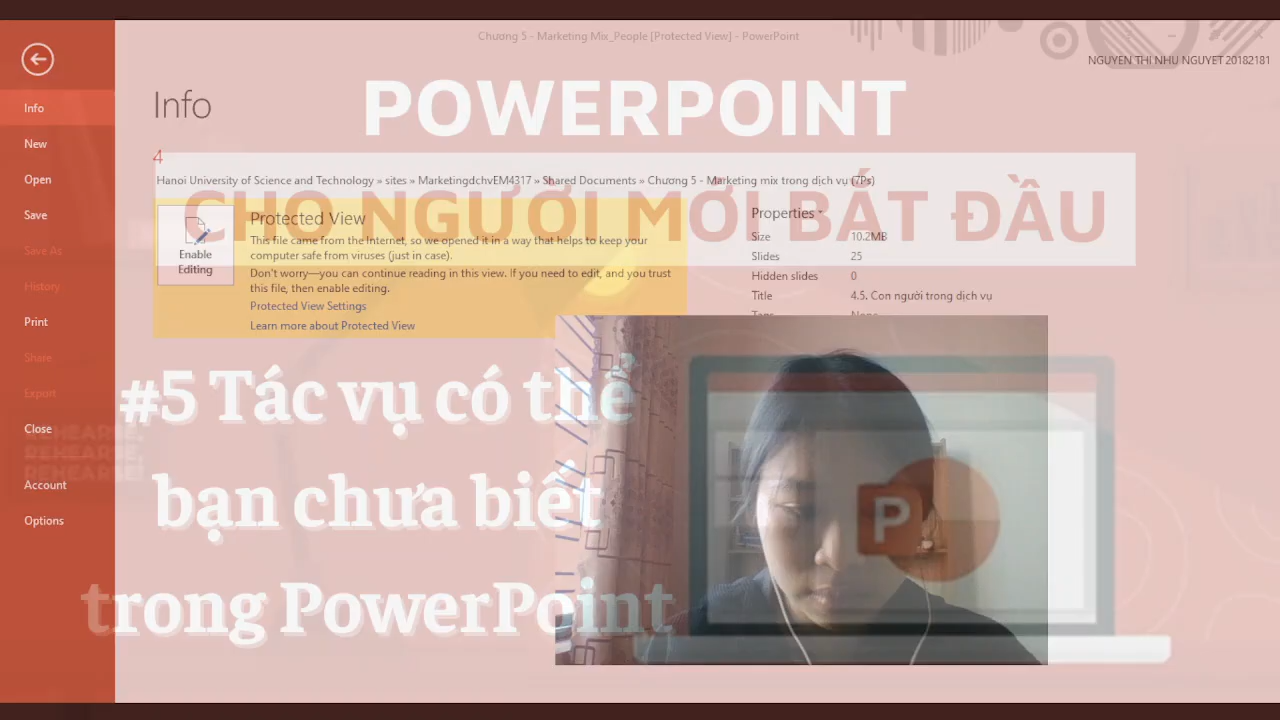 Chương 5 - Marketing Mix_People [Protected View] - PowerPoint
NGUYEN THI NHU NGUYET 20182181
Info
New
Open
Save
Save As
History
Print
Share
Export
Close
Account
Options
Info
POWERPOINT
4
Hanoi University of Science and Technology » sites » MarketingdchvEM4317 » Shared Documents » Chương 5 - Marketing mix trong dịch vụ (7Ps)
CHO NGƯỜI MỚI BẮT ĐẦU
Enable
Editing
Protected View
This file came from the Internet, so we opened it in a way that helps to keep your
computer safe from viruses (just in case).
Don't worry—you can continue reading in this view. If you need to edit, and you trust
this file, then enable editing.
Protected View Settings
Learn more about Protected View
Properties
Size 10.2MB
Slides 25
Hidden slides 0
Title 4.5. Con người trong dịch vụ
Tags None
#5 Tác vụ có thể
bạn chưa biết
trong PowerPoint
REHEARSE,
REHEARSE,
REHEARSE!
P